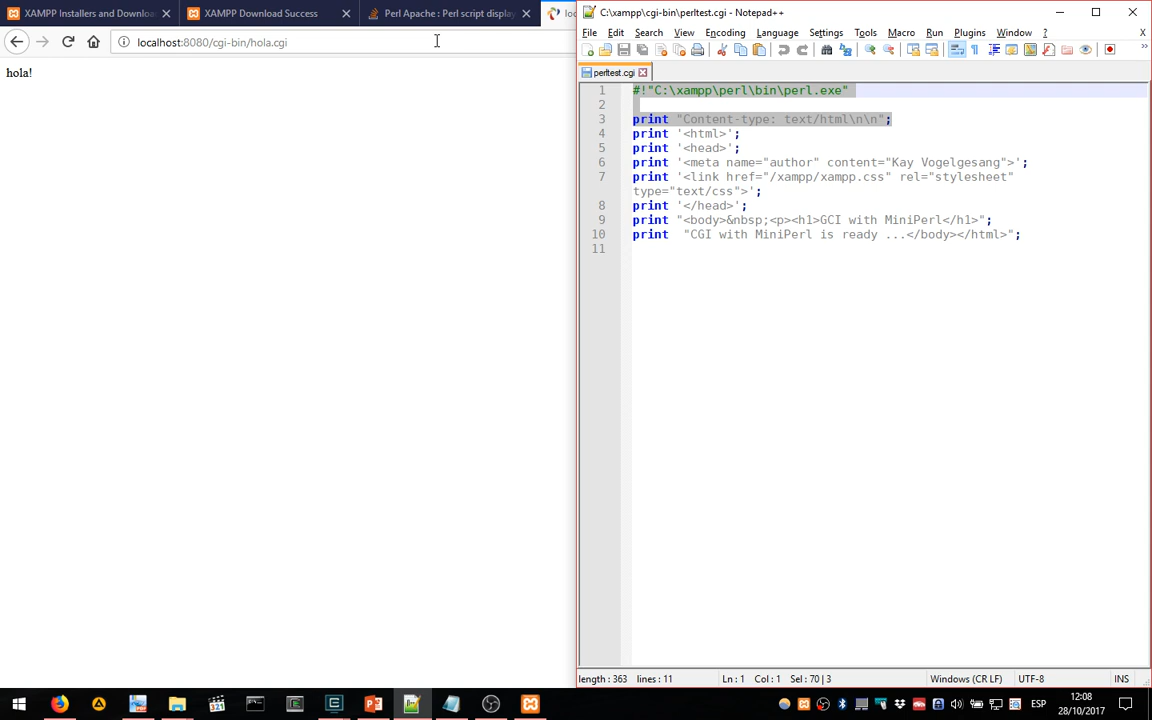 XAMPP Installers and Downloa
XAMPP Download Success
Perl Apache : Perl script display
loc
localhost:8080/cgi-bin/hola.cgi
hola!
C:\xampp\cgi-bin\perltest.cgi - Notepad++
File Edit Search View Encoding Language Settings Tools Macro Run Plugins Window ? X
perltest.cgi
1 #!"C:\xampp\perl\bin\perl.exe"
2
3 print "Content-type: text/html\n\n";
4 print '<html>';
5 print '<head>';
6 print '<meta name="author" content="Kay Vogelgesang">';
7 print '<link href="/xampp/xampp.css" rel="stylesheet"
type="text/css">';
8 print '</head>';
9 print "<body>&nbsp;<p><h1>GCI with MiniPerl</h1>";
10 print  "CGI with MiniPerl is ready ...</body></html>";
11
length : 363 lines : 11 Ln : 1 Col : 1 Sel : 70 | 3 Windows (CR LF) UTF-8 INS
ESP
12:08
28/10/2017